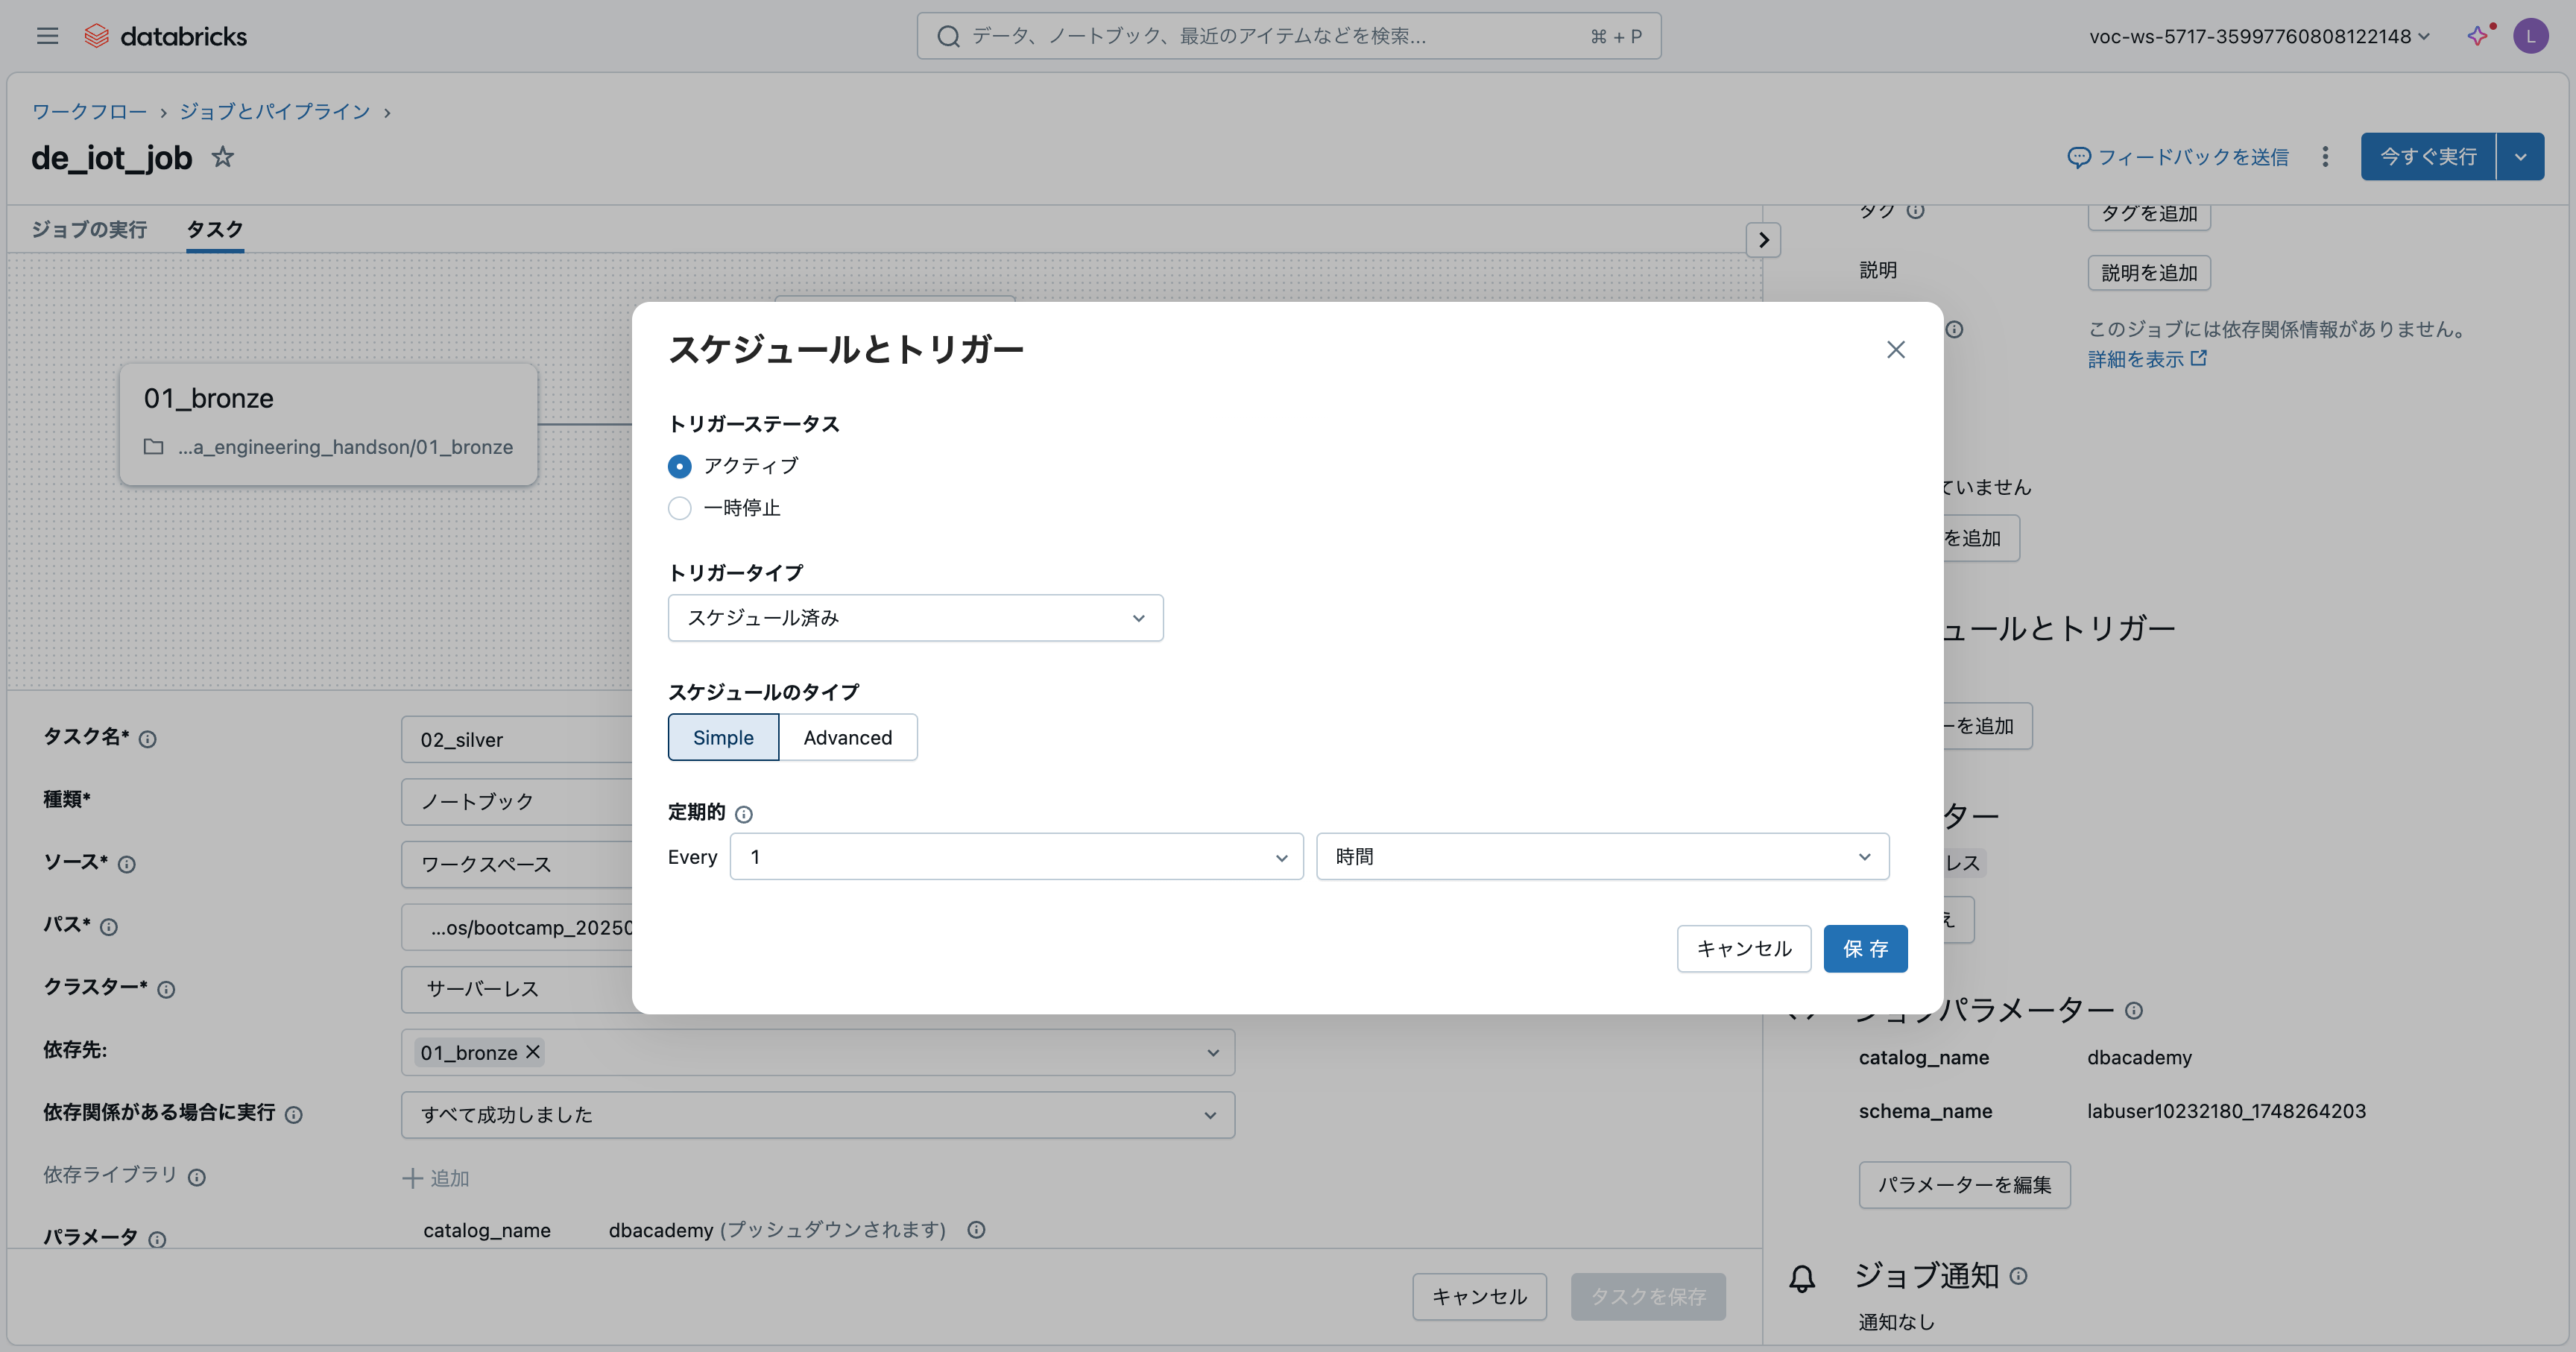 databricks
データ、ノートブック、最近のアイテムなどを検索... ⌘ + P
voc-ws-5717-35997760808122148
L
ワークフロー › ジョブとパイプライン ›
de_iot_job
フィードバックを送信
今すぐ実行
ジョブの実行 タスク
01_bronze
...a_engineering_handson/01_bronze
スケジュールとトリガー
トリガーステータス
アクティブ
一時停止
トリガータイプ
スケジュール済み
スケジュールのタイプ
Simple Advanced
定期的
Every 1 時間
キャンセル 保存
タスク名* 02_silver
種類* ノートブック
ソース* ワークスペース
パス* ...os/bootcamp_20250
クラスター* サーバーレス
依存先: 01_bronze
依存関係がある場合に実行 すべて成功しました
依存ライブラリ 追加
パラメータ catalog_name dbacademy (プッシュダウンされます)
キャンセル タスクを保存
タグ タグを追加
説明 説明を追加
このジョブには依存関係情報がありません。
詳細を表示
ていません
を追加
ュールとトリガー
ーを追加
ター
レス
え
ジョブパラメーター
catalog_name dbacademy
schema_name labuser10232180_1748264203
パラメーターを編集
ジョブ通知
通知なし